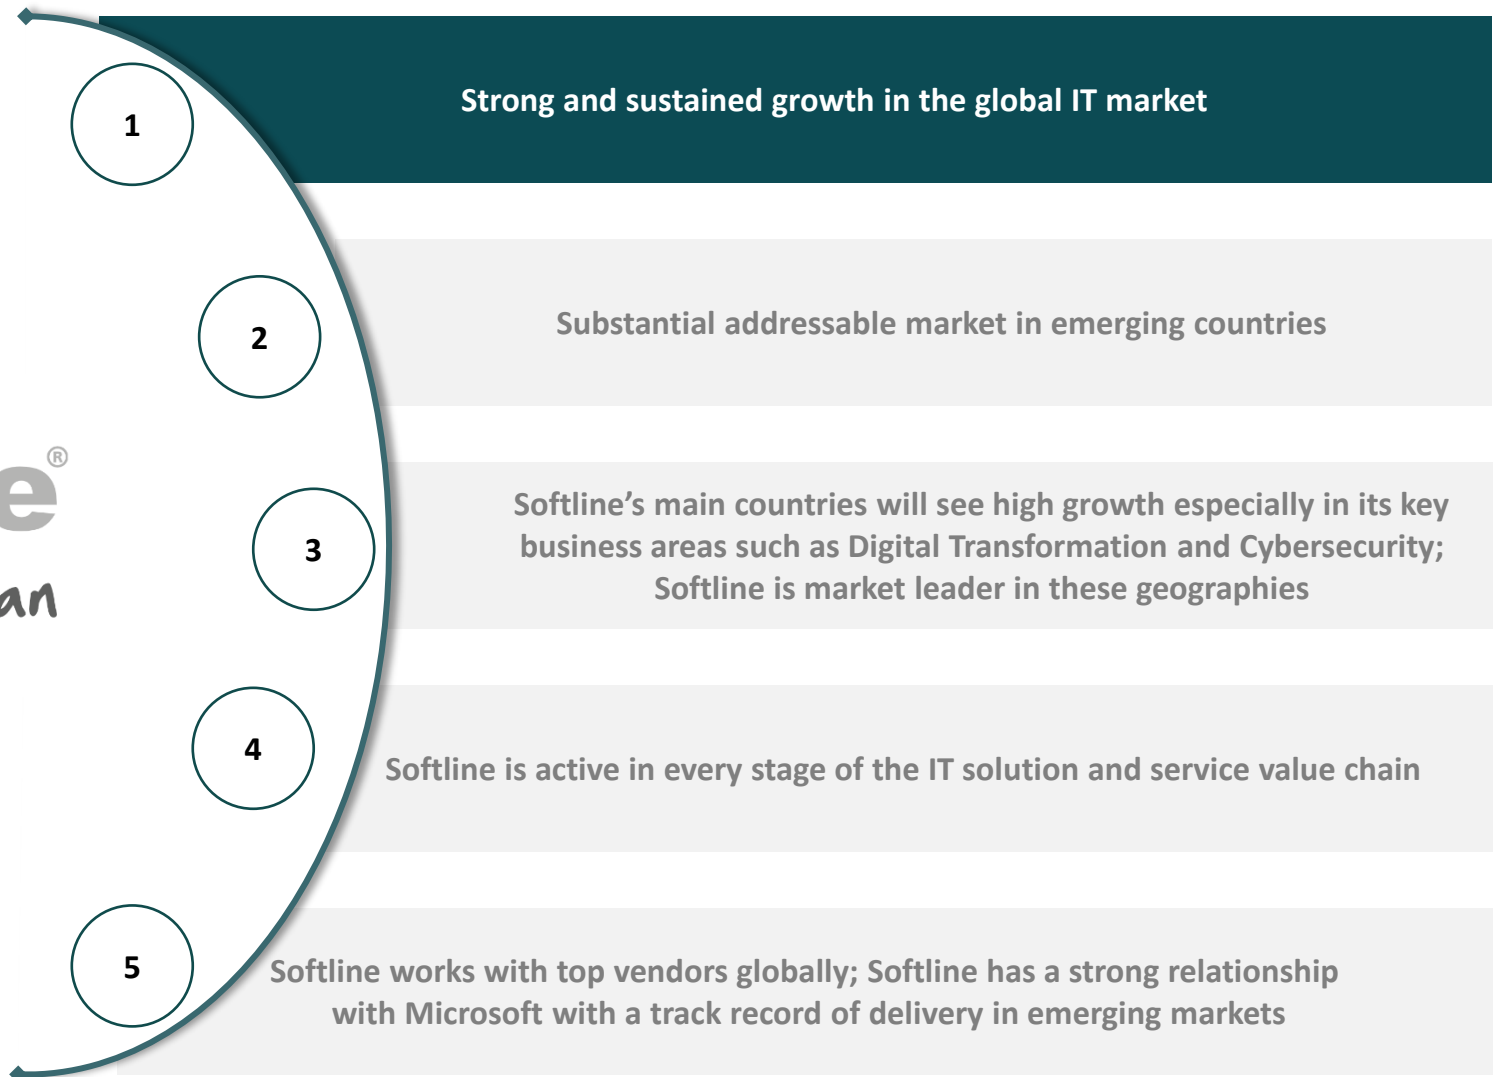 1
Strong and sustained growth in the global IT market
2
Substantial addressable market in emerging countries
e®
an
3
Softline’s main countries will see high growth especially in its key
business areas such as Digital Transformation and Cybersecurity;
Softline is market leader in these geographies
4
Softline is active in every stage of the IT solution and service value chain
5
Softline works with top vendors globally; Softline has a strong relationship
with Microsoft with a track record of delivery in emerging markets